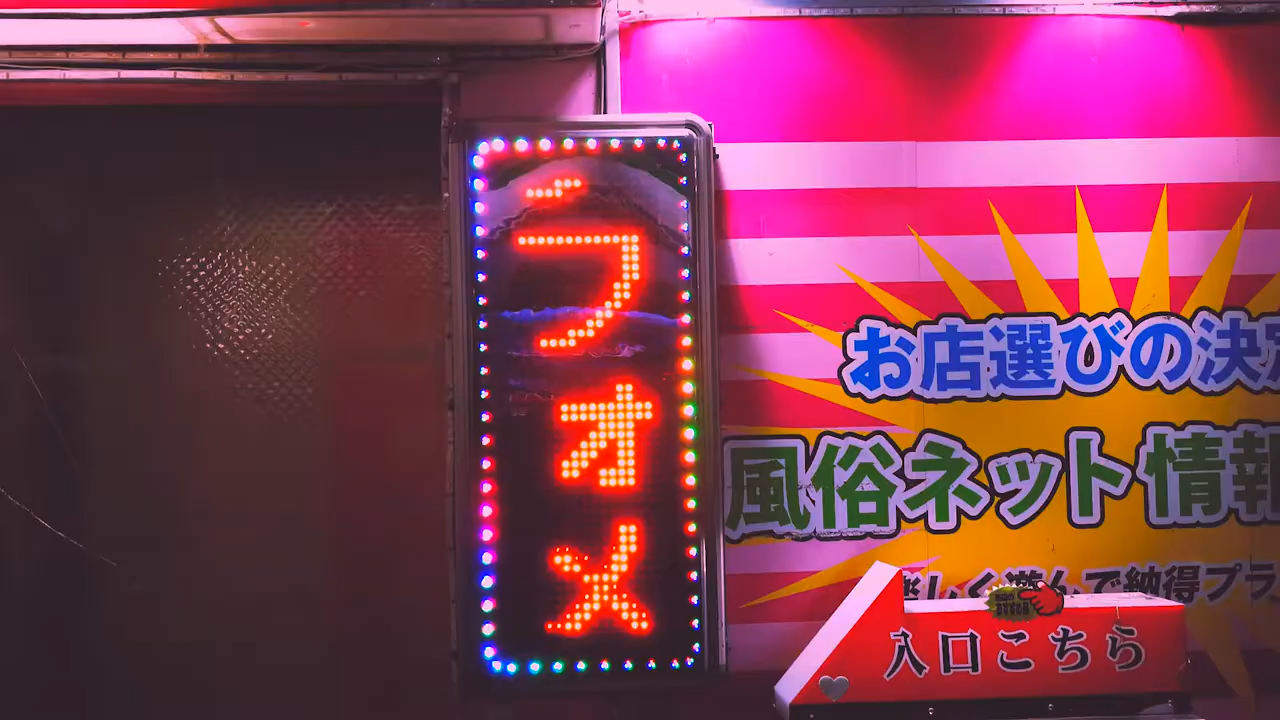 フォメ
お店選びの決
風俗ネット情報
楽しく遊んで納得プラ
入口こちら